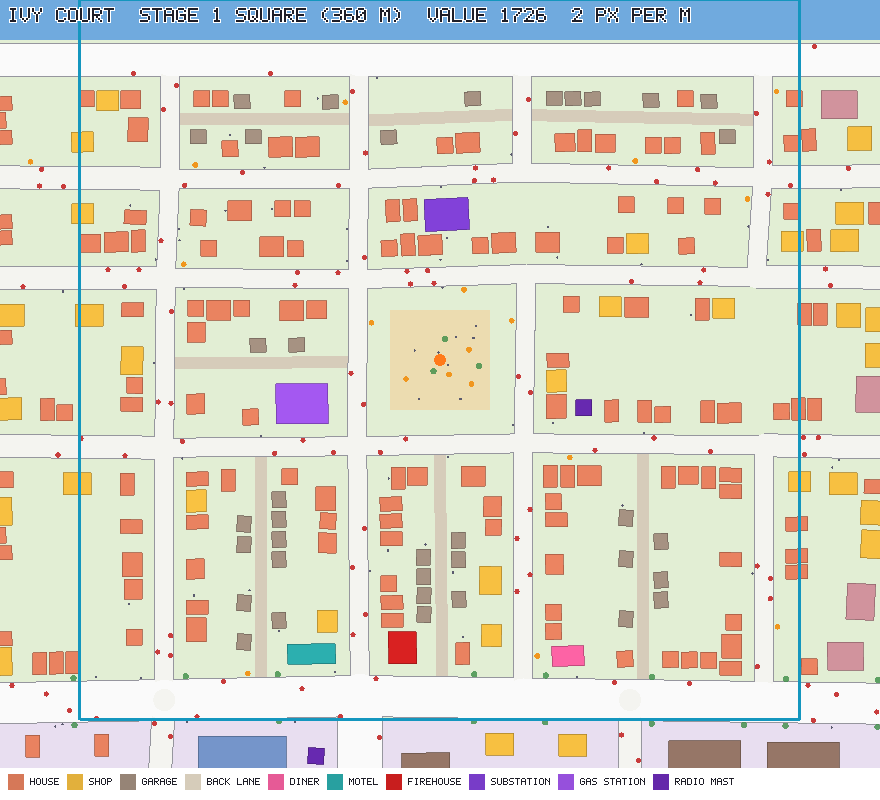 IVY COURT  STAGE 1 SQUARE (360 M)  VALUE 1726  2 PX PER M
HOUSE  SHOP  GARAGE  BACK LANE  DINER  MOTEL  FIREHOUSE  SUBSTATION  GAS STATION  RADIO MAST